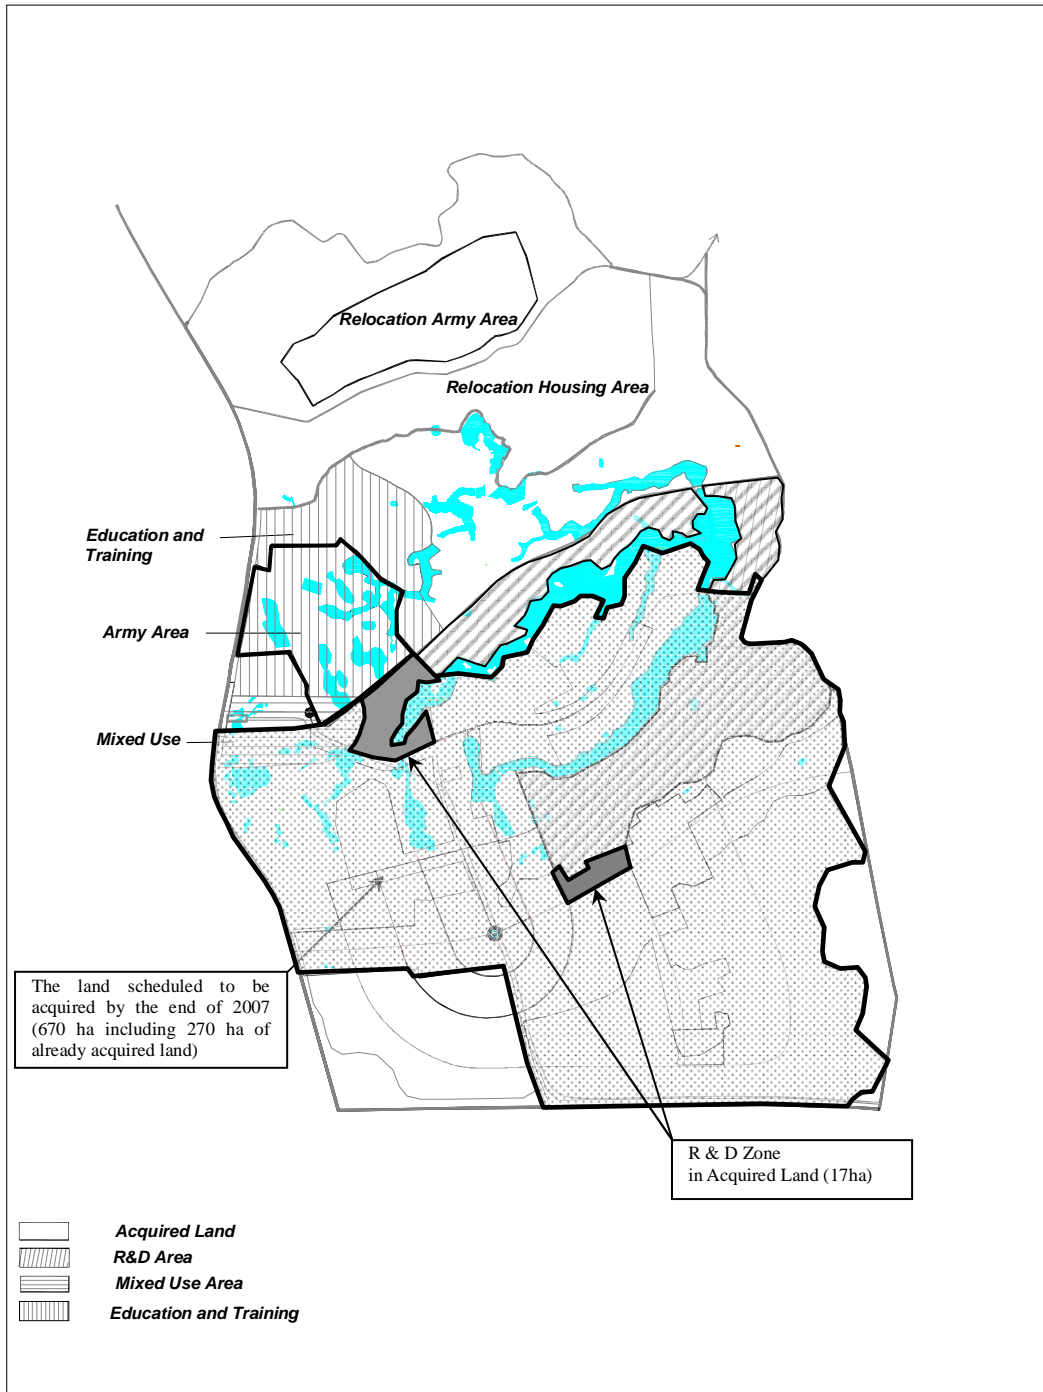 Relocation Army Area
Relocation Housing Area
Education and
Training
Army Area
Mixed Use
The land scheduled to be
acquired by the end of 2007
(670 ha including 270 ha of
already acquired land)
R & D Zone
in Acquired Land (17ha)
Acquired Land
R&D Area
Mixed Use Area
Education and Training